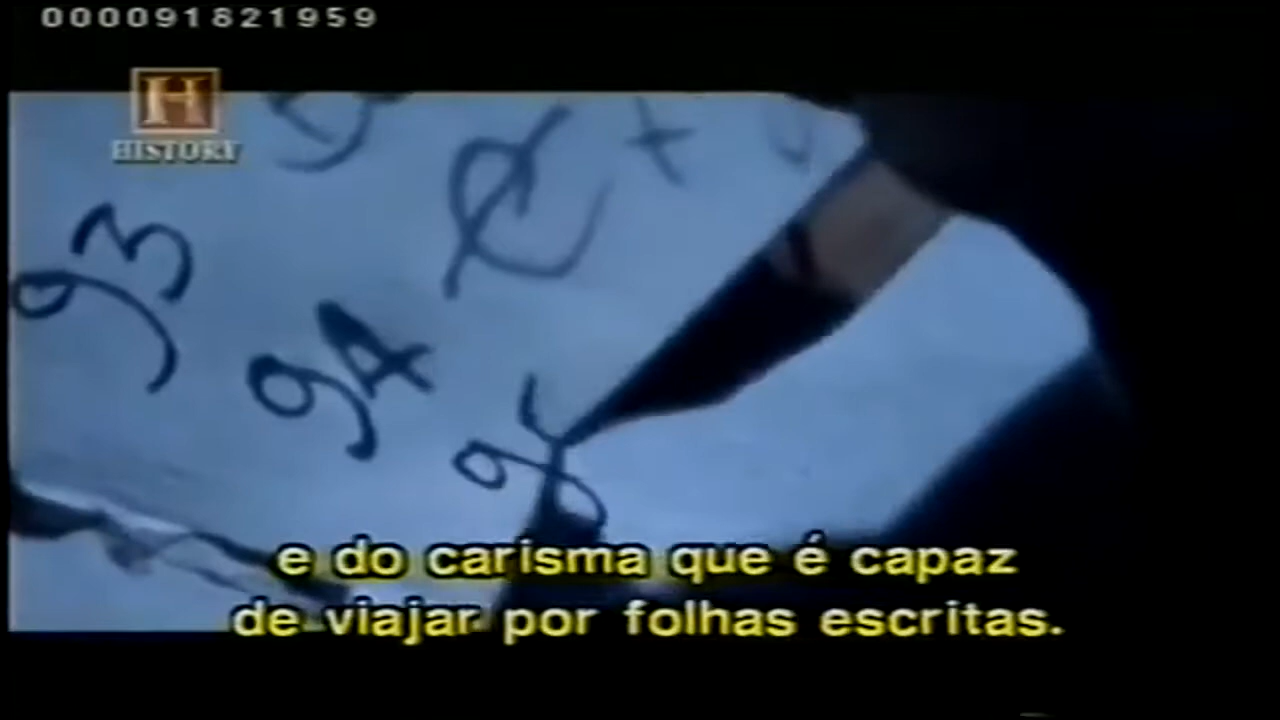 000091821959
HISTORY
93
94
e do carisma que é capaz
de viajar por folhas escritas.